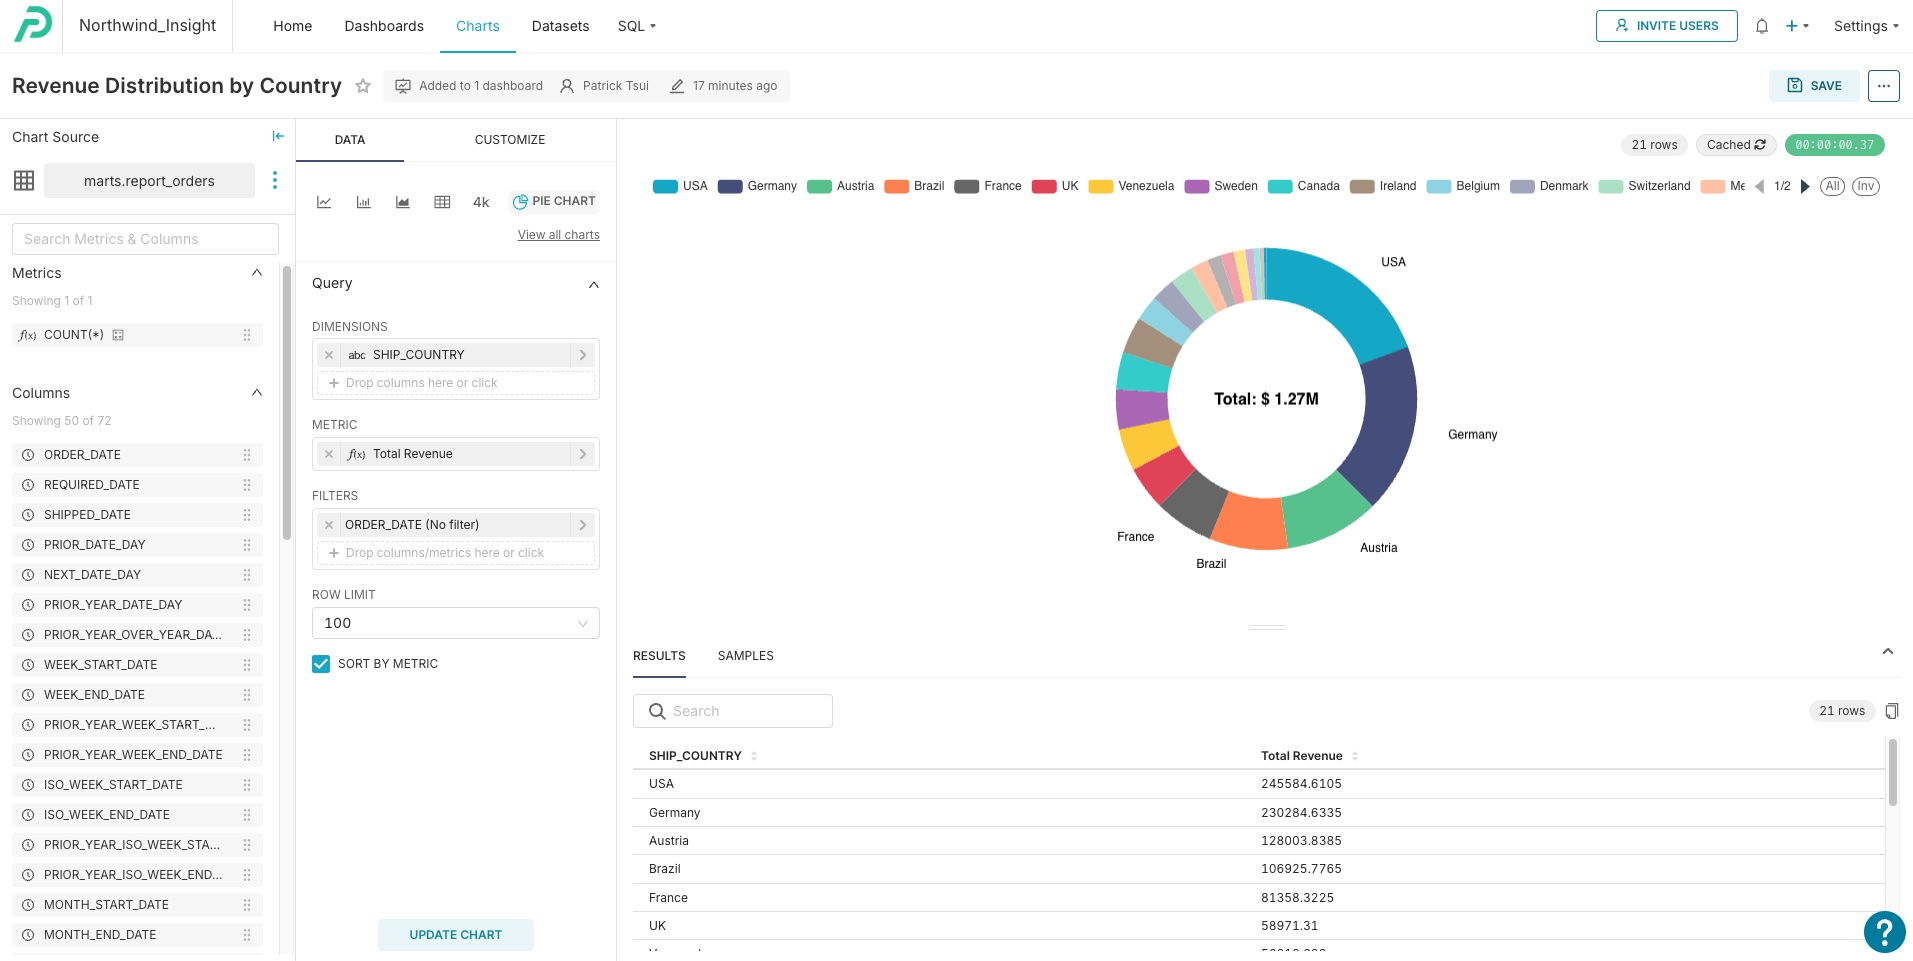 Northwind_Insight
Home
Dashboards
Charts
Datasets
SQL
INVITE USERS
Settings
Revenue Distribution by Country
Added to 1 dashboard
Patrick Tsui
17 minutes ago
SAVE
Chart Source
marts.report_orders
Search Metrics & Columns
Metrics
Showing 1 of 1
f(x) COUNT(*)
Columns
Showing 50 of 72
ORDER_DATE
REQUIRED_DATE
SHIPPED_DATE
PRIOR_DATE_DAY
NEXT_DATE_DAY
PRIOR_YEAR_DATE_DAY
PRIOR_YEAR_OVER_YEAR_DA...
WEEK_START_DATE
WEEK_END_DATE
PRIOR_YEAR_WEEK_START_...
PRIOR_YEAR_WEEK_END_DATE
ISO_WEEK_START_DATE
ISO_WEEK_END_DATE
PRIOR_YEAR_ISO_WEEK_STA...
PRIOR_YEAR_ISO_WEEK_END...
MONTH_START_DATE
MONTH_END_DATE
DATA
CUSTOMIZE
4k
PIE CHART
View all charts
Query
DIMENSIONS
abc SHIP_COUNTRY
+ Drop columns here or click
METRIC
f(x) Total Revenue
FILTERS
ORDER_DATE (No filter)
+ Drop columns/metrics here or click
ROW LIMIT
100
SORT BY METRIC
UPDATE CHART
21 rows
Cached
00:00:00.37
USA
Germany
Austria
Brazil
France
UK
Venezuela
Sweden
Canada
Ireland
Belgium
Denmark
Switzerland
Me
1/2
All
Inv
USA
Germany
Austria
Brazil
France
Total: $ 1.27M
RESULTS
SAMPLES
Search
21 rows
SHIP_COUNTRY Total Revenue
USA 245584.6105
Germany 230284.6335
Austria 128003.8385
Brazil 106925.7765
France 81358.3225
UK 58971.31
?